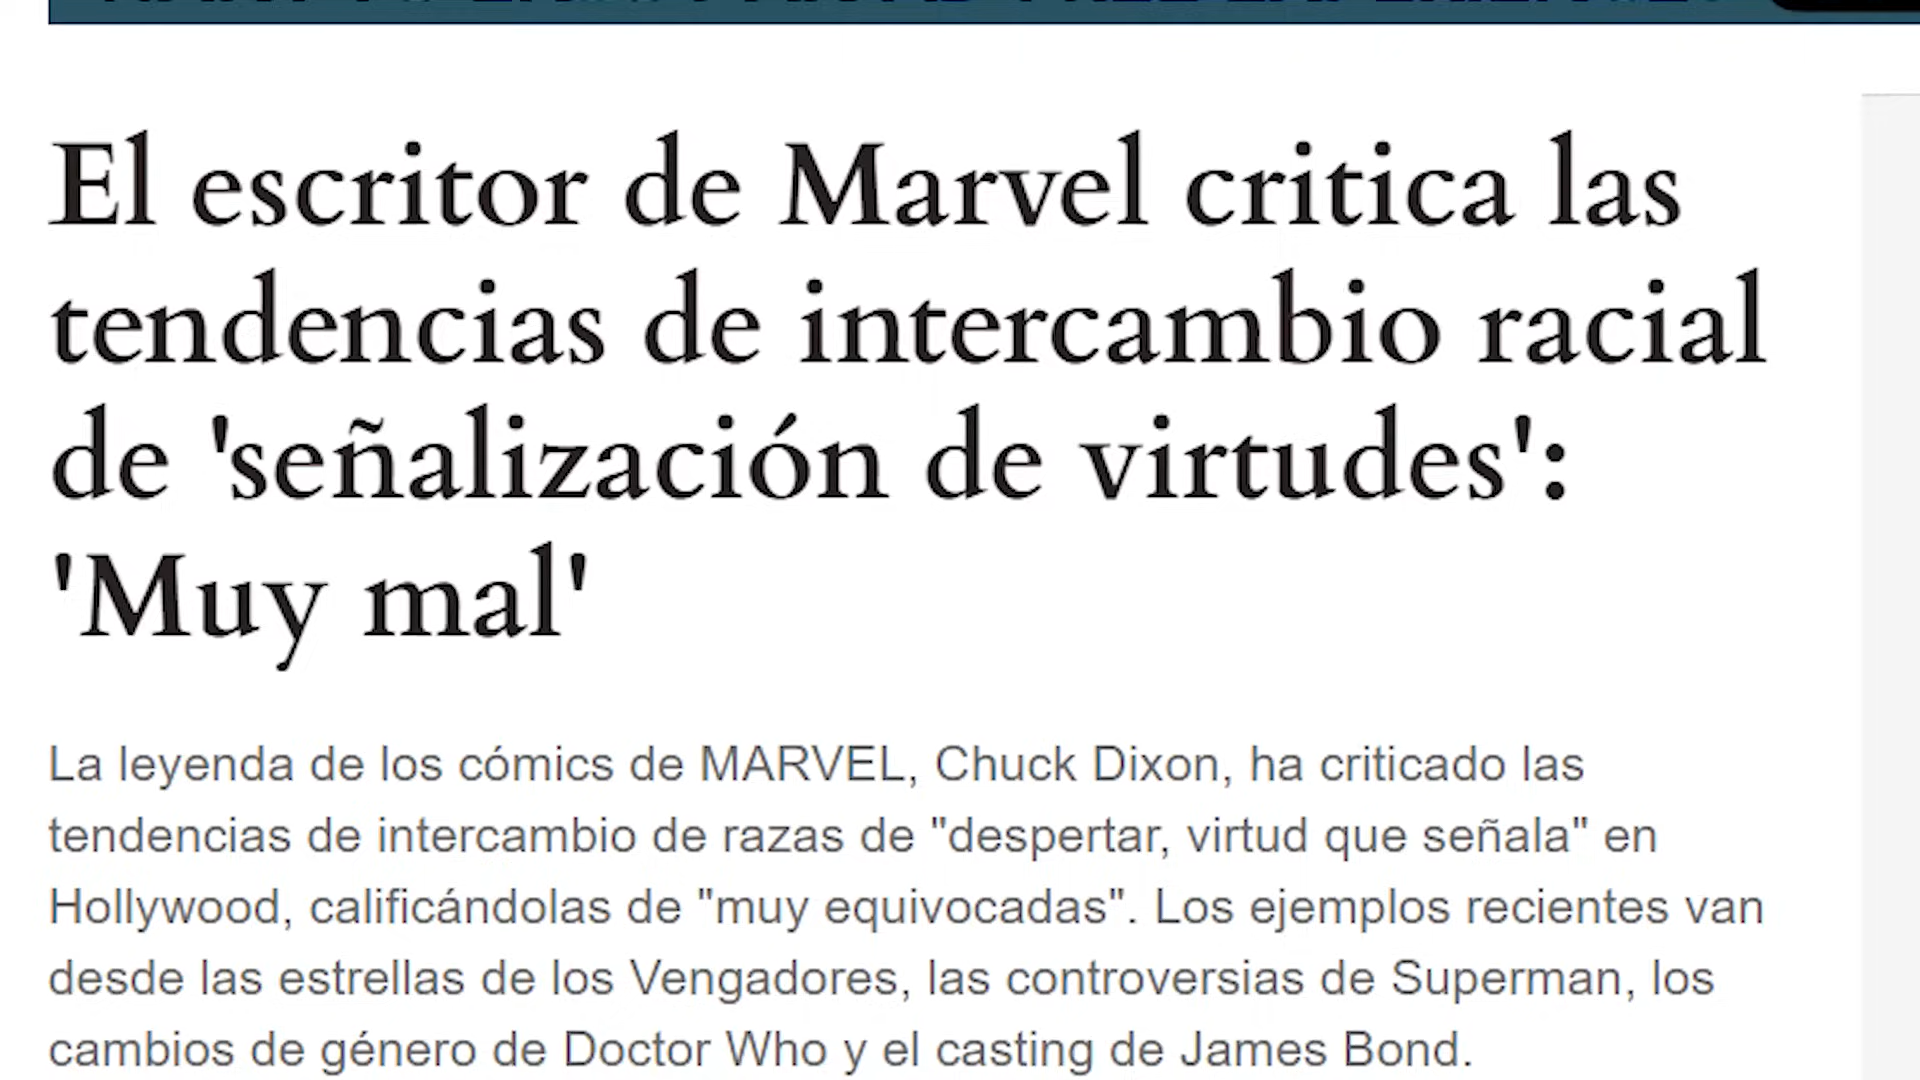 El escritor de Marvel critica las
tendencias de intercambio racial
de 'señalización de virtudes':
'Muy mal'
La leyenda de los cómics de MARVEL, Chuck Dixon, ha criticado las
tendencias de intercambio de razas de "despertar, virtud que señala" en
Hollywood, calificándolas de "muy equivocadas". Los ejemplos recientes van
desde las estrellas de los Vengadores, las controversias de Superman, los
cambios de género de Doctor Who y el casting de James Bond.